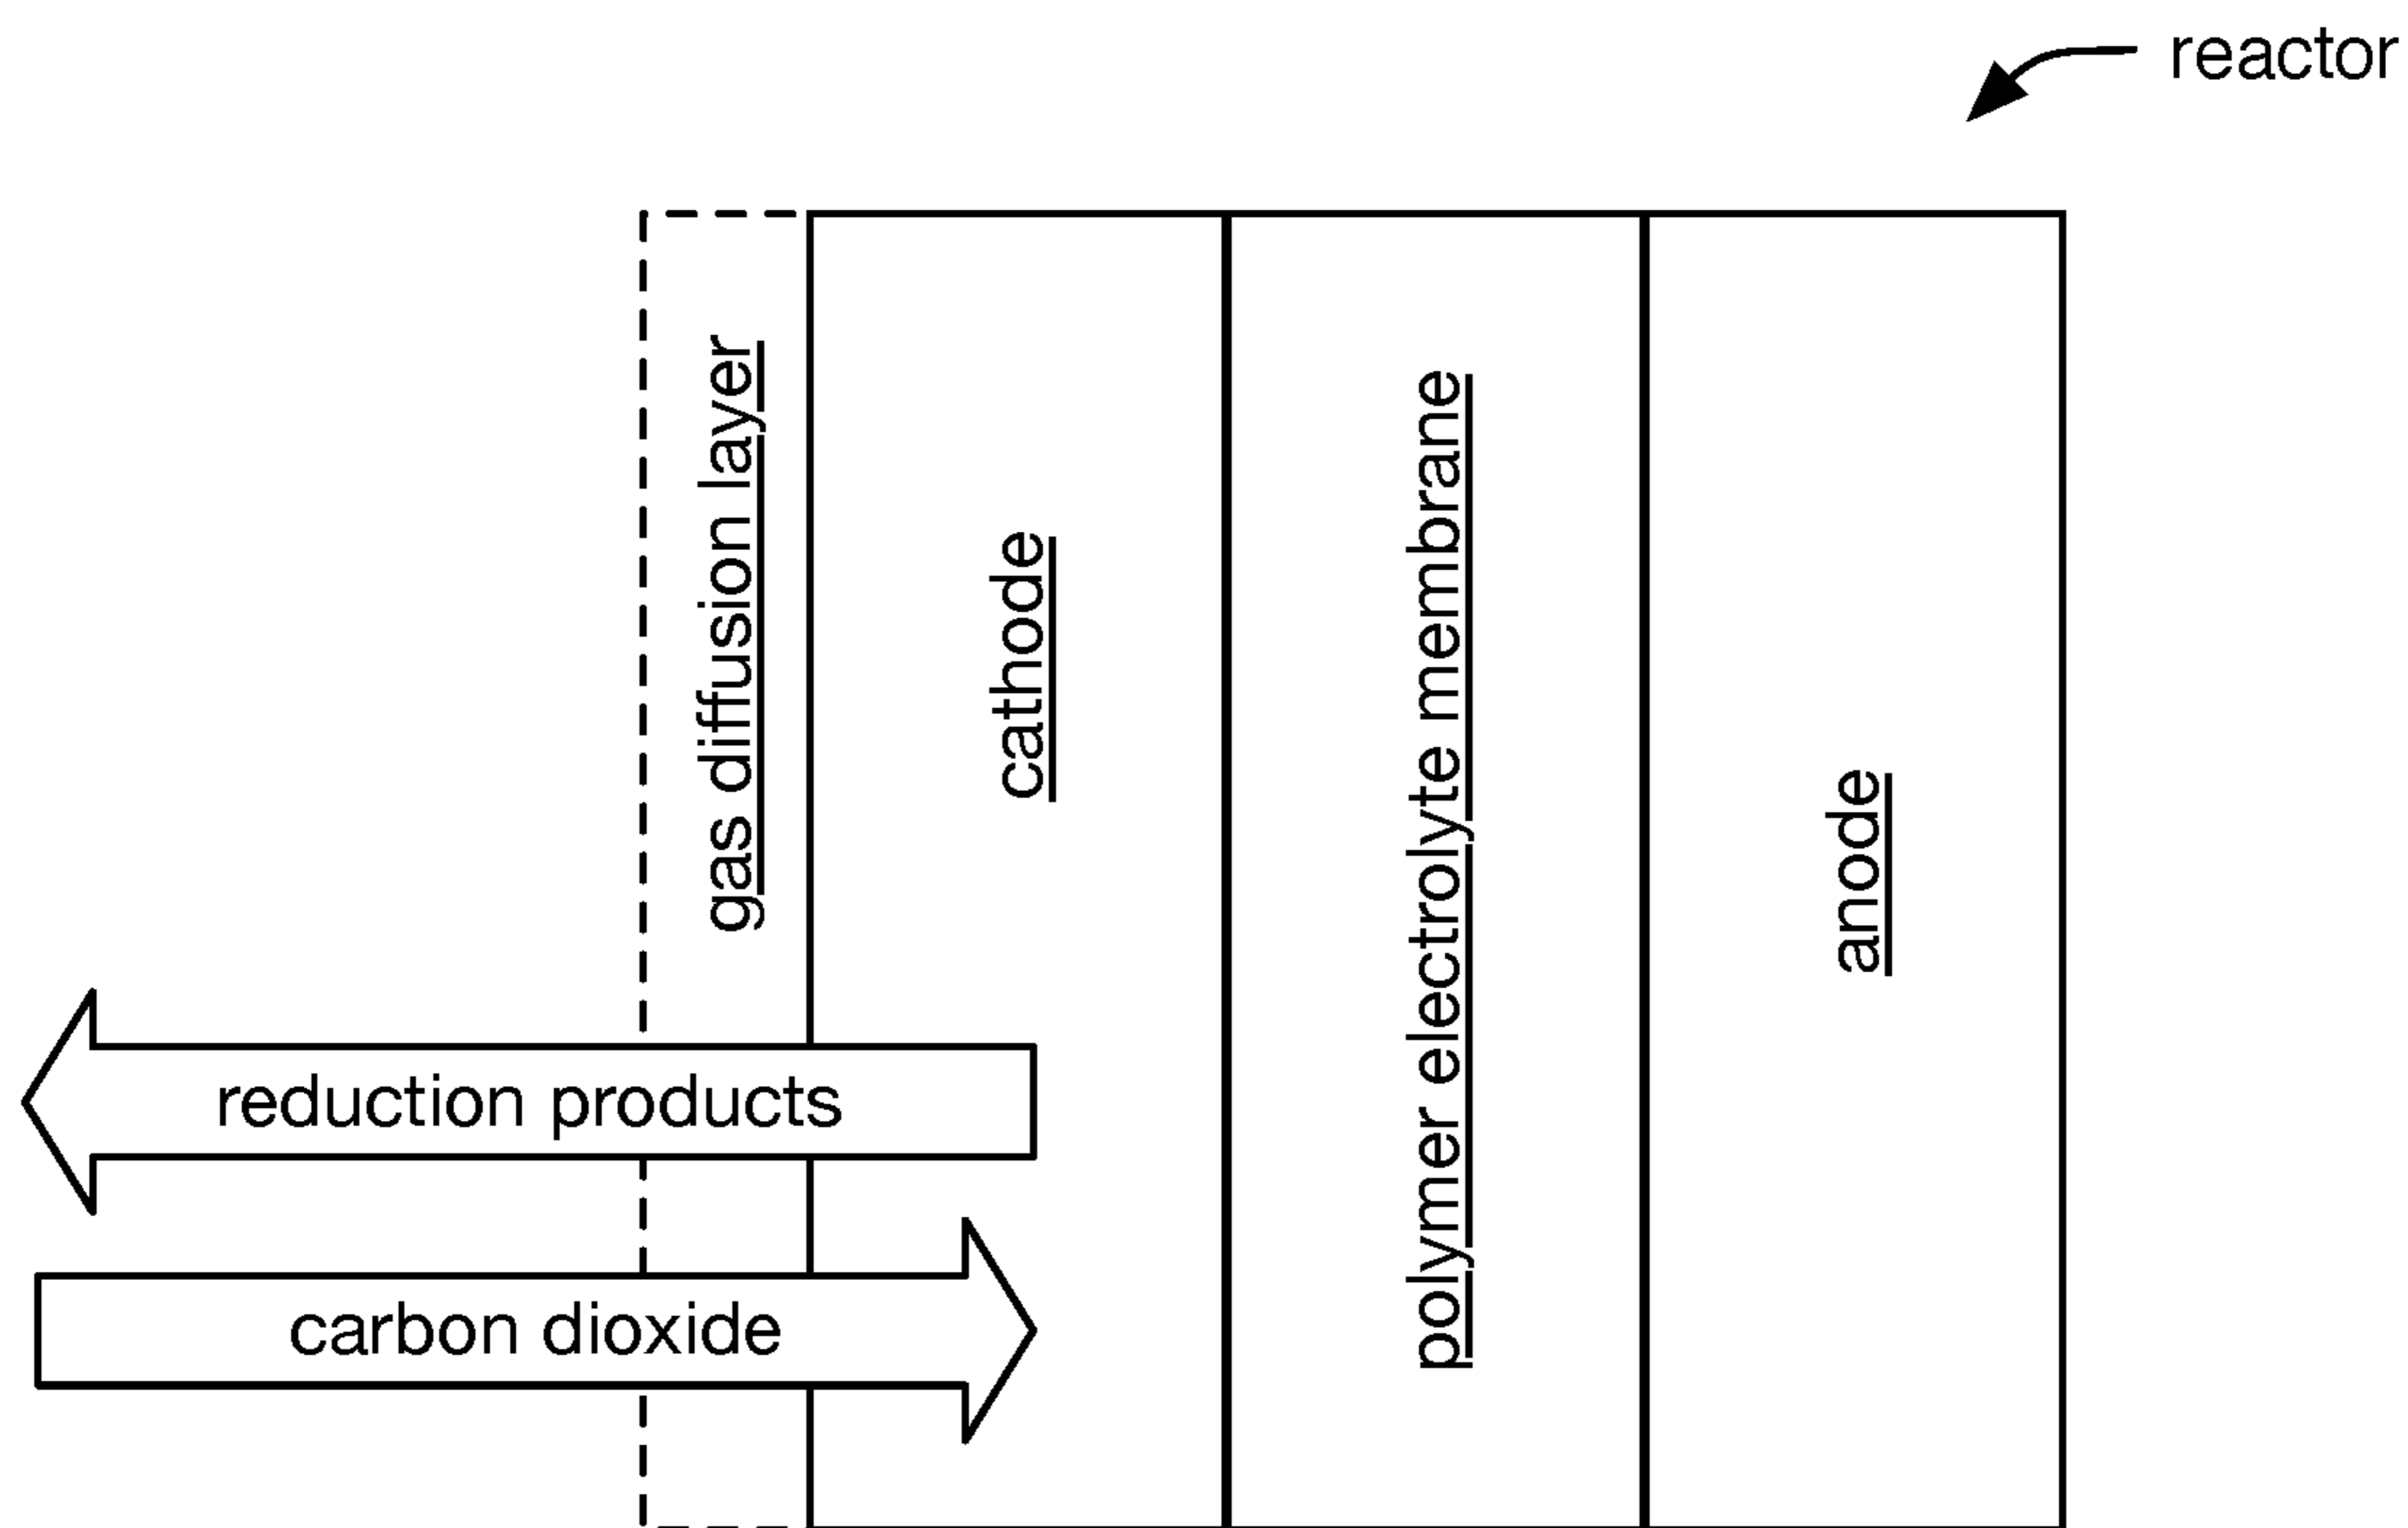 reactor
gas diffusion layer
cathode
polymer electrolyte membrane
anode
reduction products
carbon dioxide